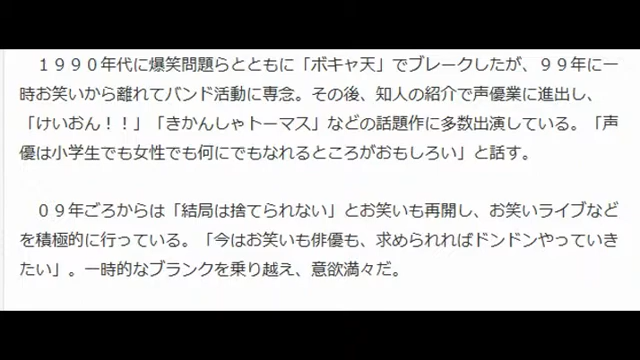 １９９０年代に爆笑問題らとともに「ボキャ天」でブレークしたが、９９年に一
時お笑いから離れてバンド活動に専念。その後、知人の紹介で声優業に進出し、
「けいおん！！」「きかんしゃトーマス」などの話題作に多数出演している。「声
優は小学生でも女性でも何にでもなれるところがおもしろい」と話す。
　０９年ごろからは「結局は捨てられない」とお笑いも再開し、お笑いライブなど
を積極的に行っている。「今はお笑いも俳優も、求められればドンドンやっていき
たい」。一時的なブランクを乗り越え、意欲満々だ。